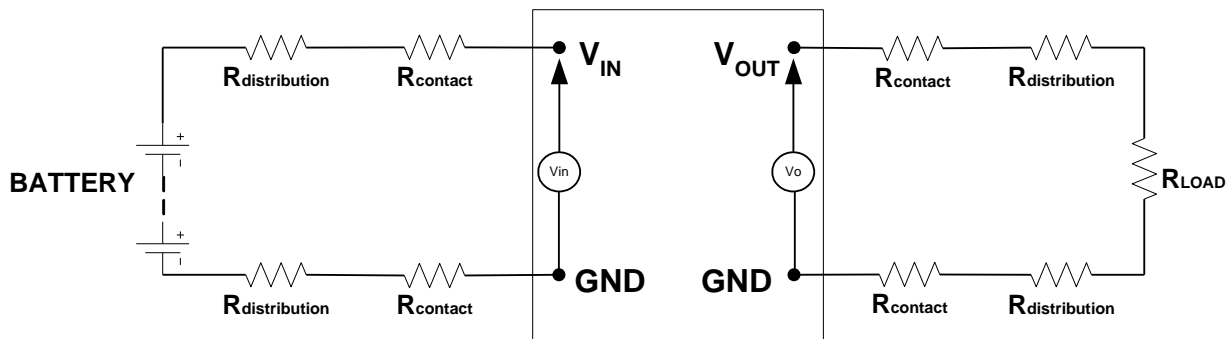 Rdistribution
Rcontact
VIN
VOUT
Rcontact
Rdistribution
+
-
BATTERY
Vin
Vo
RLOAD
+
-
Rdistribution
Rcontact
GND
GND
Rcontact
Rdistribution